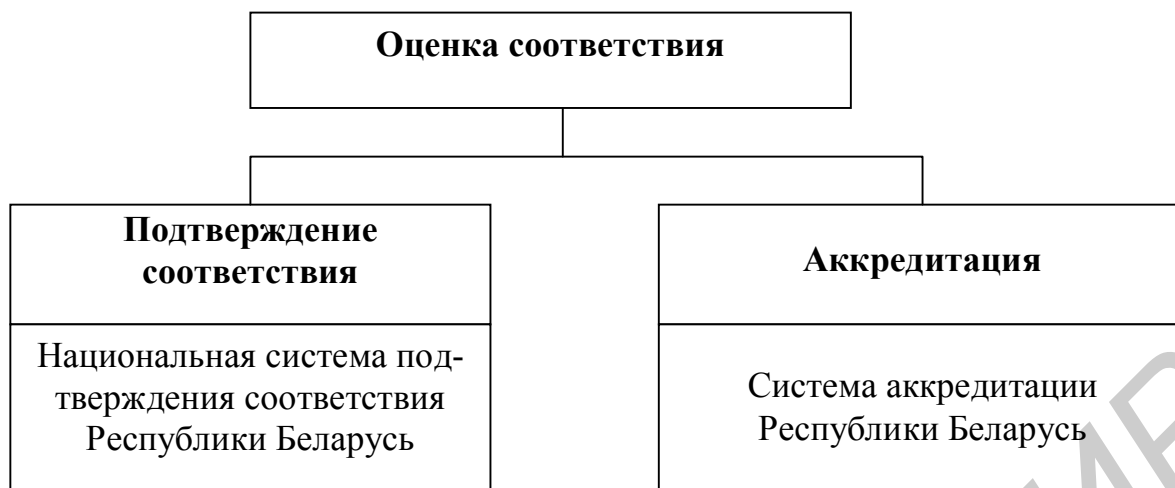 Оценка соответствия
Подтверждение
соответствия
Аккредитация
Национальная система под-
тверждения соответствия
Республики Беларусь
Система аккредитации
Республики Беларусь